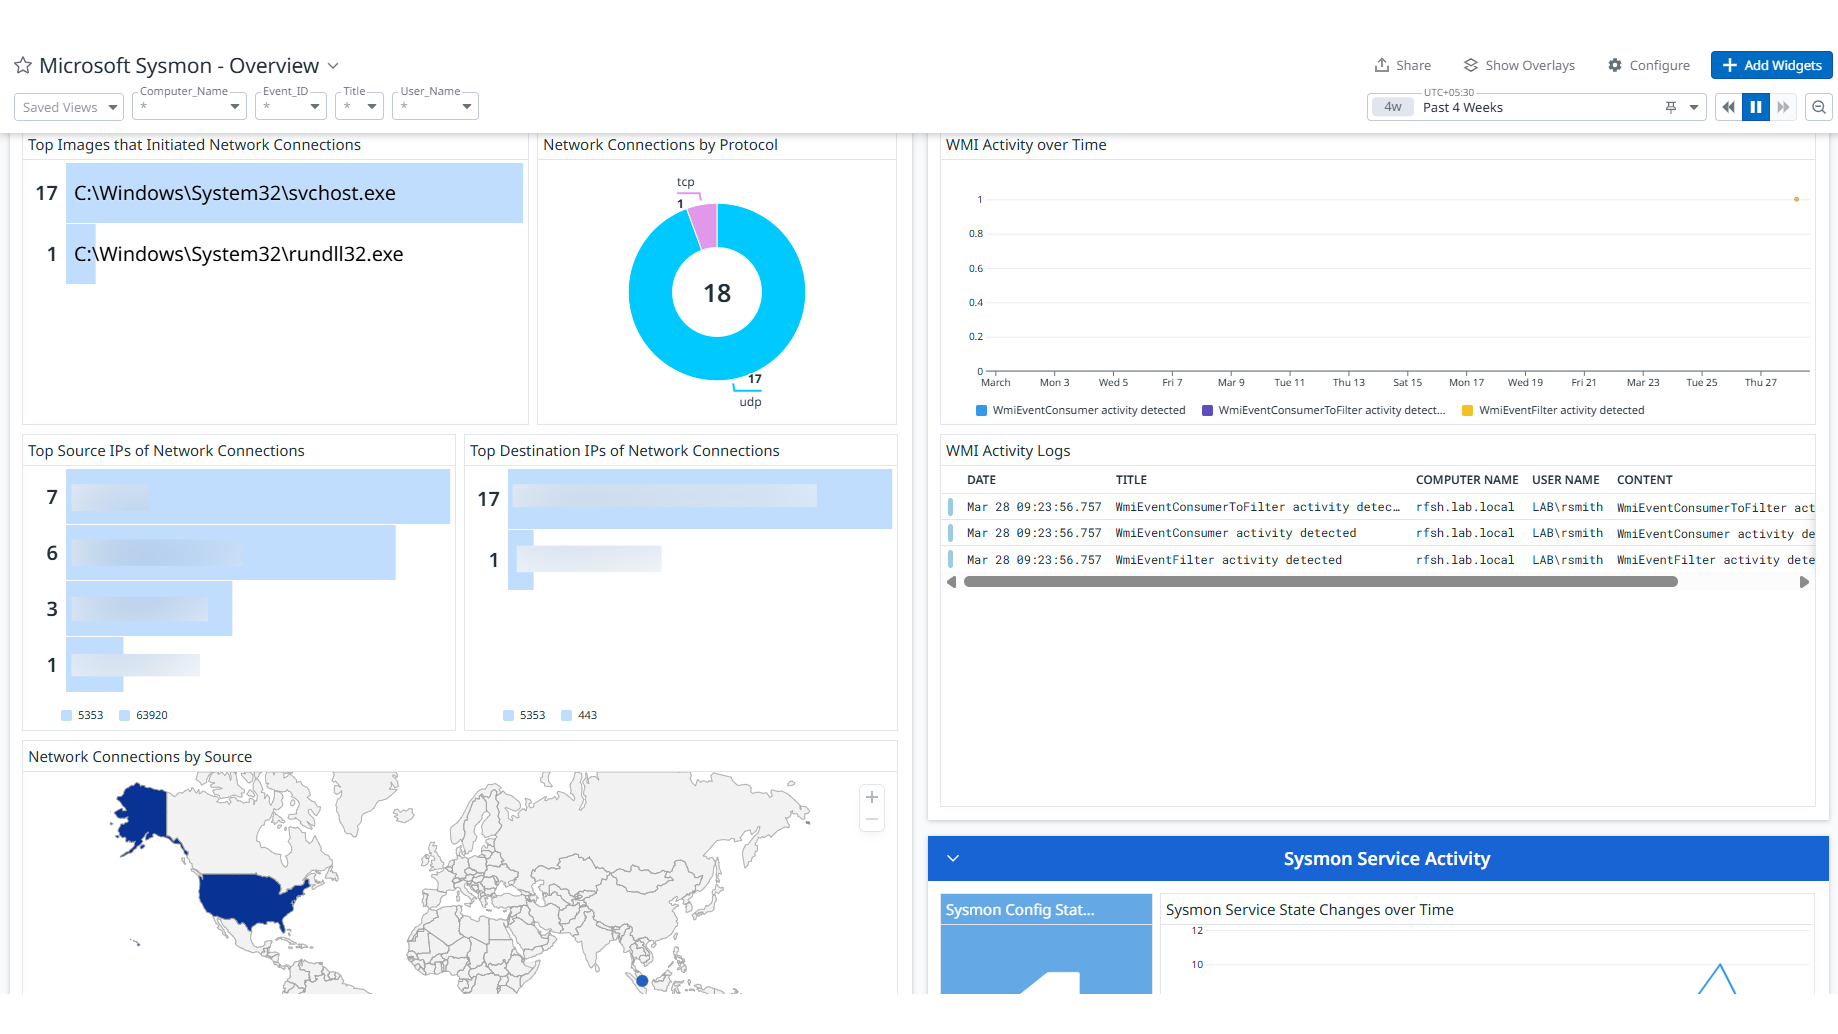 Microsoft Sysmon - Overview
Share
Show Overlays
Configure
Add Widgets
Saved Views
Computer_Name
*
Event_ID
*
Title
*
User_Name
*
UTC+05:30
4w
Past 4 Weeks
Top Images that Initiated Network Connections
17 C:\Windows\System32\svchost.exe
1 C:\Windows\System32\rundll32.exe
Network Connections by Protocol
tcp
1
18
17
udp
Top Source IPs of Network Connections
7
6
3
1
5353 63920
Top Destination IPs of Network Connections
17
1
5353 443
Network Connections by Source
+
−
WMI Activity over Time
1
0.8
0.6
0.4
0.2
0
March Mon 3 Wed 5 Fri 7 Mar 9 Tue 11 Thu 13 Sat 15 Mon 17 Wed 19 Fri 21 Mar 23 Tue 25 Thu 27
WmiEventConsumer activity detected WmiEventConsumerToFilter activity detect... WmiEventFilter activity detected
WMI Activity Logs
DATE TITLE COMPUTER NAME USER NAME CONTENT
Mar 28 09:23:56.757 WmiEventConsumerToFilter activity detec… rfsh.lab.local LAB\rsmith WmiEventConsumerToFilter act
Mar 28 09:23:56.757 WmiEventConsumer activity detected rfsh.lab.local LAB\rsmith WmiEventConsumer activity de
Mar 28 09:23:56.757 WmiEventFilter activity detected rfsh.lab.local LAB\rsmith WmiEventFilter activity dete
Sysmon Service Activity
Sysmon Config Stat...
Sysmon Service State Changes over Time
12
10